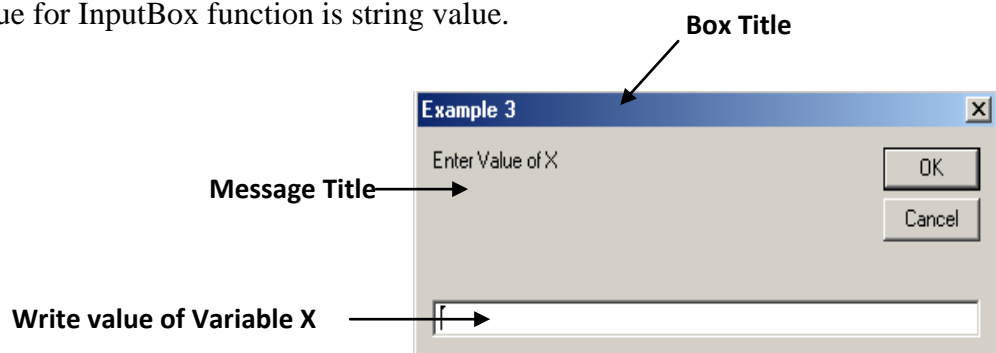 ue for InputBox function is string value.
Box Title
Example 3
Enter Value of X
OK
Message Title
Cancel
Write value of Variable X